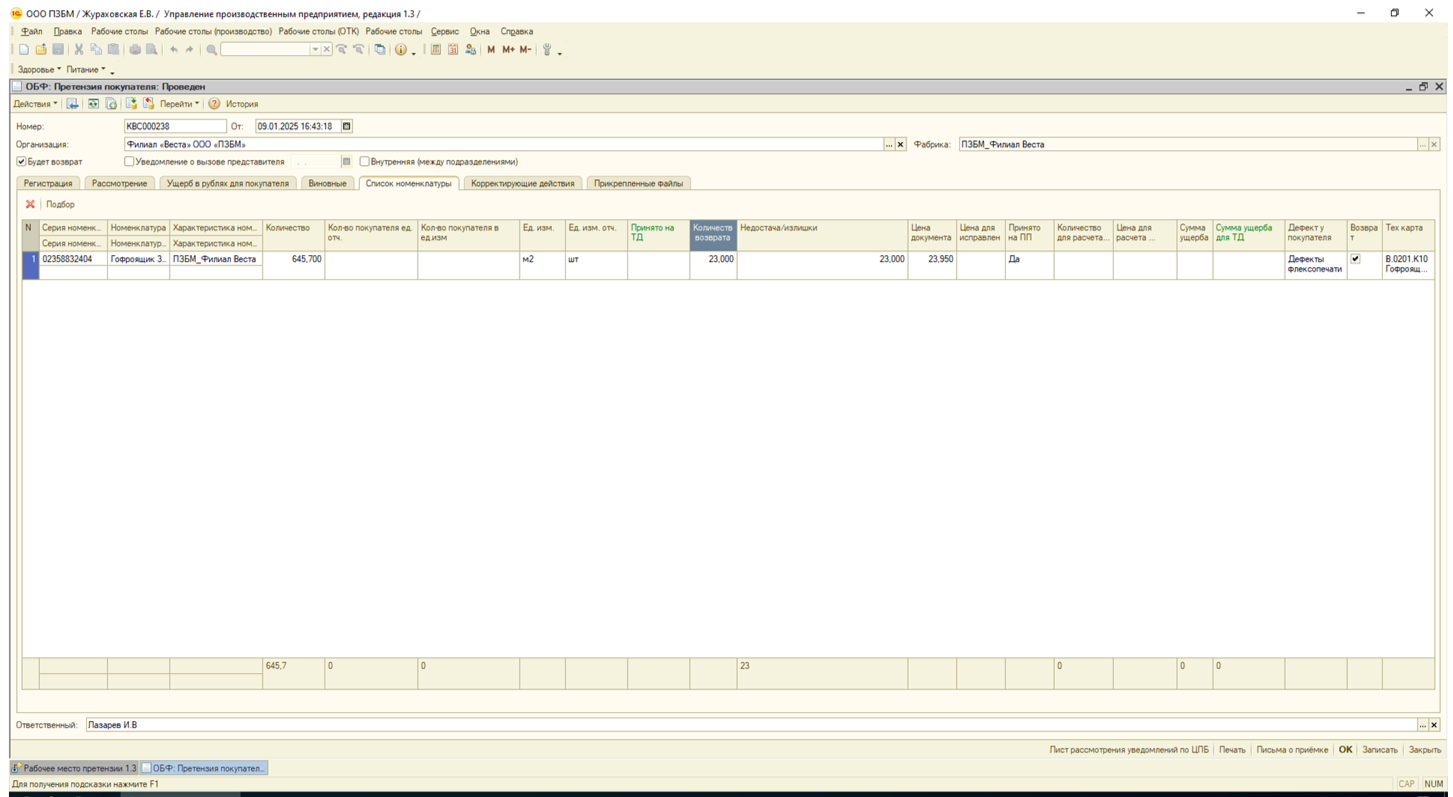 ООО ПЗБМ / Жураховская Е.В. / Управление производственным предприятием, редакция 1.3 /
Файл Правка Рабочие столы Рабочие столы (производство) Рабочие столы (ОТК) Рабочие столы Сервис Окна Справка
M M+ M-
Здоровье Питание
ОБФ: Претензия покупателя: Проведен
Действия Перейти История
Номер: КВС000238 От: 09.01.2025 16:43:18
Организация: Филиал «Веста» ООО «ПЗБМ» ... Фабрика: ПЗБМ_Филиал Веста ...
Будет возврат Уведомление о вызове представителя . . Внутренняя (между подразделениями)
Регистрация Рассмотрение Ущерб в рублях для покупателя Виновные Список номенклатуры Корректирующие действия Прикрепленные файлы
Подбор
N Серия номенк... Номенклатура Характеристика ном... Количество Кол-во покупателя ед. Кол-во покупателя в Ед. изм. Ед. изм. отч. Принято на Количеств Недостача/излишки Цена Цена для Принято Количество Цена для Сумма Сумма ущерба Дефект у Возвра Тех карта
Серия номенк... Номенклатур... Характеристика ном... отч. ед.изм ТД возврата документа исправлен на ПП для расчета... расчета ... ущерба для ТД покупателя т
1 02358832404 Гофроящик З... ПЗБМ_Филиал Веста 645,700 м2 шт 23,000 23,000 23,950 Да Дефекты В.0201.К10
флексопечати Гофроящ...
645,7 0 0 23 0 0 0
Ответственный: Лазарев И.В ...
Лист рассмотрения уведомлений по ЦПБ Печать Письма о приёмке OK Записать Закрыть
Рабочее место претензии 1.3 ОБФ: Претензия покупател...
Для получения подсказки нажмите F1 CAP NUM